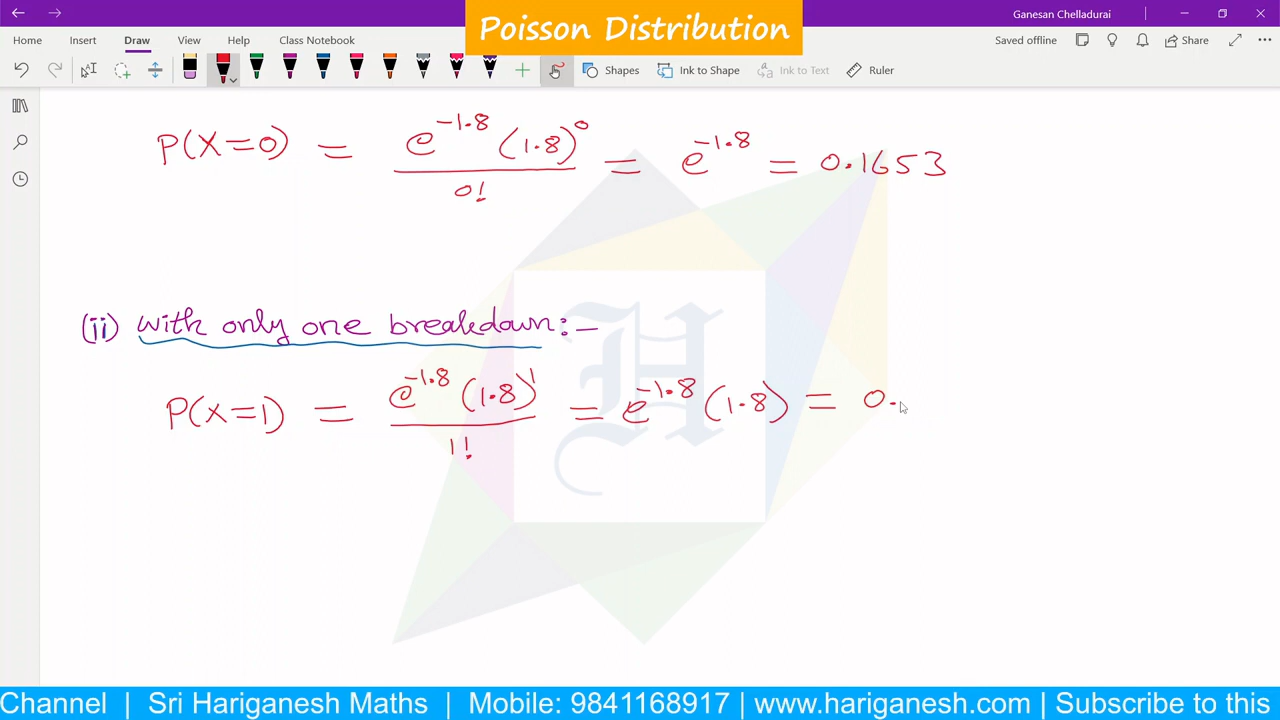 Poisson Distribution
Ganesan Chelladurai
Home Insert Draw View Help Class Notebook
Saved offline Share
Shapes Ink to Shape Ink to Text Ruler
P(X=0) = e^-1.8 (1.8)^0 / 0! = e^-1.8 = 0.1653
(ii) with only one breakdown:-
P(X=1) = e^-1.8 (1.8)^1 / 1! = e^-1.8 (1.8) = 0.
H
Channel | Sri Hariganesh Maths | Mobile: 9841168917 | www.hariganesh.com | Subscribe to this